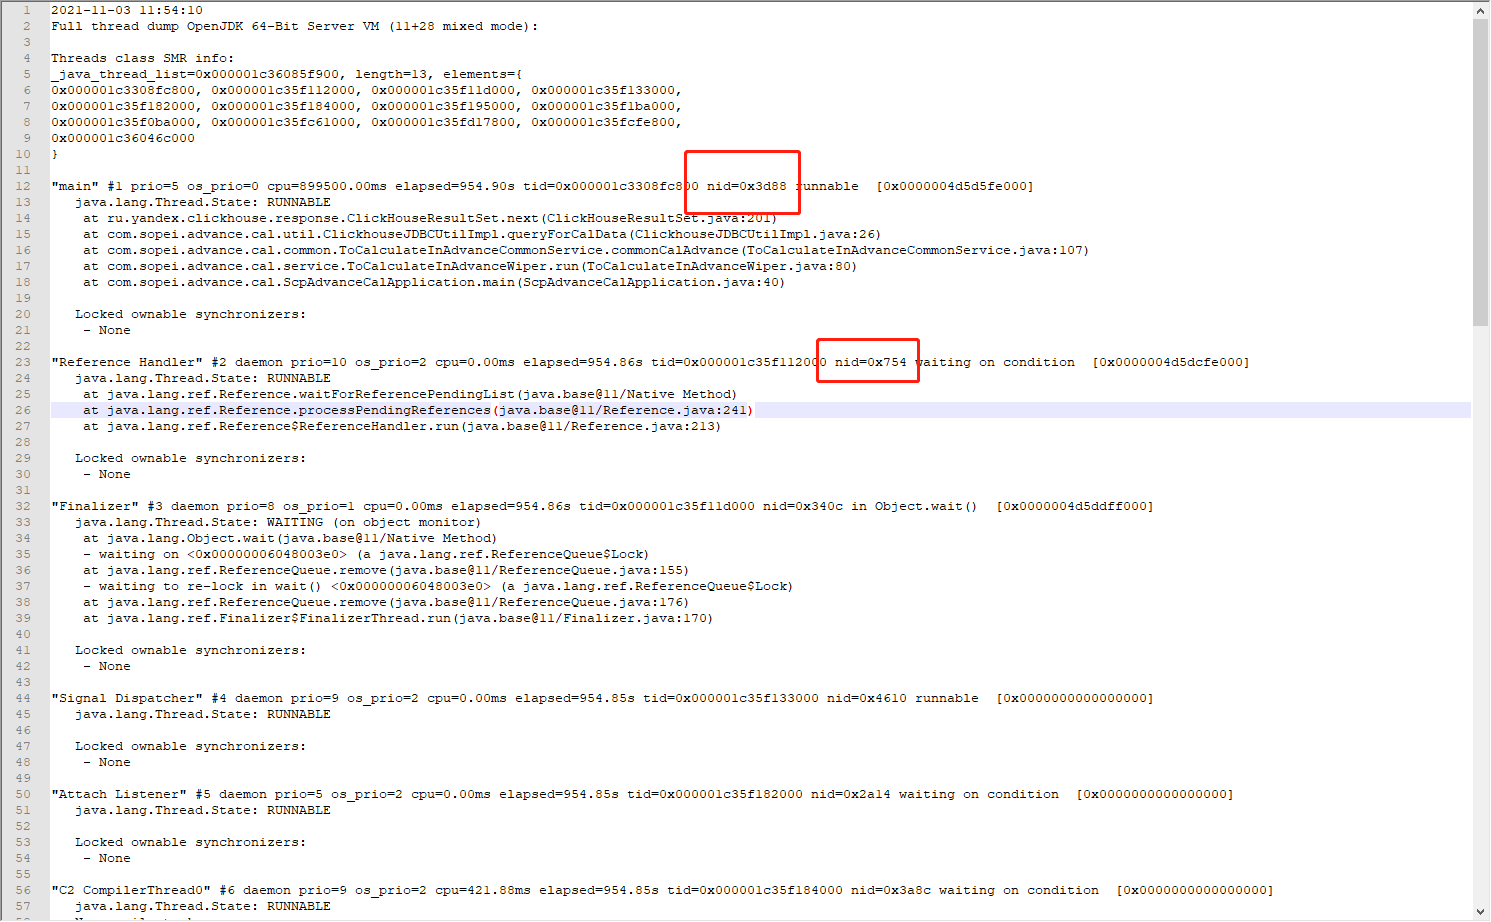 1 2021-11-03 11:54:10
2 Full thread dump OpenJDK 64-Bit Server VM (11+28 mixed mode):
3
4 Threads class SMR info:
5 _java_thread_list=0x000001c36085f900, length=13, elements={
6 0x000001c3308fc800, 0x000001c35f112000, 0x000001c35f11d000, 0x000001c35f133000,
7 0x000001c35f182000, 0x000001c35f184000, 0x000001c35f195000, 0x000001c35f1ba000,
8 0x000001c35f0ba000, 0x000001c35fc61000, 0x000001c35fd17800, 0x000001c35fcfe800,
9 0x000001c36046c000
10 }
11
12 "main" #1 prio=5 os_prio=0 cpu=899500.00ms elapsed=954.90s tid=0x000001c3308fc800 nid=0x3d88 runnable  [0x0000004d5d5fe000]
13    java.lang.Thread.State: RUNNABLE
14     at ru.yandex.clickhouse.response.ClickHouseResultSet.next(ClickHouseResultSet.java:201)
15     at com.sopei.advance.cal.util.ClickhouseJDBCUtilImpl.queryForCalData(ClickhouseJDBCUtilImpl.java:26)
16     at com.sopei.advance.cal.common.ToCalculateInAdvanceCommonService.commonCalAdvance(ToCalculateInAdvanceCommonService.java:107)
17     at com.sopei.advance.cal.service.ToCalculateInAdvanceWiper.run(ToCalculateInAdvanceWiper.java:80)
18     at com.sopei.advance.cal.ScpAdvanceCalApplication.main(ScpAdvanceCalApplication.java:40)
19
20    Locked ownable synchronizers:
21     - None
22
23 "Reference Handler" #2 daemon prio=10 os_prio=2 cpu=0.00ms elapsed=954.86s tid=0x000001c35f112000 nid=0x754 waiting on condition  [0x0000004d5dcfe000]
24    java.lang.Thread.State: RUNNABLE
25     at java.lang.ref.Reference.waitForReferencePendingList(java.base@11/Native Method)
26     at java.lang.ref.Reference.processPendingReferences(java.base@11/Reference.java:241)
27     at java.lang.ref.Reference$ReferenceHandler.run(java.base@11/Reference.java:213)
28
29    Locked ownable synchronizers:
30     - None
31
32 "Finalizer" #3 daemon prio=8 os_prio=1 cpu=0.00ms elapsed=954.86s tid=0x000001c35f11d000 nid=0x340c in Object.wait()  [0x0000004d5ddff000]
33    java.lang.Thread.State: WAITING (on object monitor)
34     at java.lang.Object.wait(java.base@11/Native Method)
35     - waiting on <0x00000006048003e0> (a java.lang.ref.ReferenceQueue$Lock)
36     at java.lang.ref.ReferenceQueue.remove(java.base@11/ReferenceQueue.java:155)
37     - waiting to re-lock in wait() <0x00000006048003e0> (a java.lang.ref.ReferenceQueue$Lock)
38     at java.lang.ref.ReferenceQueue.remove(java.base@11/ReferenceQueue.java:176)
39     at java.lang.ref.Finalizer$FinalizerThread.run(java.base@11/Finalizer.java:170)
40
41    Locked ownable synchronizers:
42     - None
43
44 "Signal Dispatcher" #4 daemon prio=9 os_prio=2 cpu=0.00ms elapsed=954.85s tid=0x000001c35f133000 nid=0x4610 runnable  [0x0000000000000000]
45    java.lang.Thread.State: RUNNABLE
46
47    Locked ownable synchronizers:
48     - None
49
50 "Attach Listener" #5 daemon prio=5 os_prio=2 cpu=0.00ms elapsed=954.85s tid=0x000001c35f182000 nid=0x2a14 waiting on condition  [0x0000000000000000]
51    java.lang.Thread.State: RUNNABLE
52
53    Locked ownable synchronizers:
54     - None
55
56 "C2 CompilerThread0" #6 daemon prio=9 os_prio=2 cpu=421.88ms elapsed=954.85s tid=0x000001c35f184000 nid=0x3a8c waiting on condition  [0x0000000000000000]
57    java.lang.Thread.State: RUNNABLE